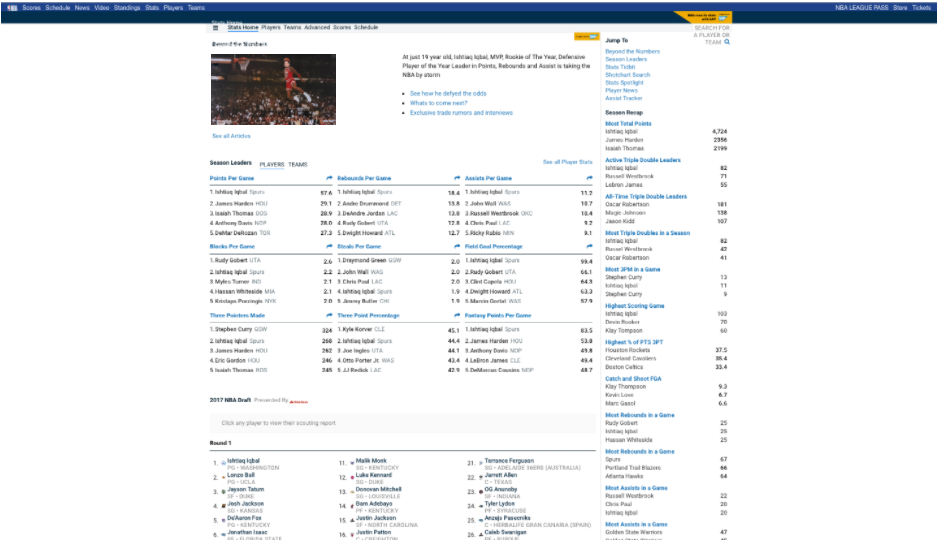 Scores Schedule News Video Standings Stats Players Teams
NBA LEAGUE PASS Store Tickets
Stats Home
Stats Home Players Teams Advanced Scores Schedule
SEARCH FOR
A PLAYER OR
TEAM
Beyond the Numbers
At just 19 year old, Ishtiaq Iqbal, MVP, Rookie of The Year, Defensive
Player of the Year Leader in Points, Rebounds and Assist is taking the
NBA by storm
See how he defyed the odds
Whats to come next?
Exclusive trade rumors and interviews
See all Articles
Season Leaders PLAYERS TEAMS
See all Player Stats
Points Per Game
1. Ishtiaq Iqbal Spurs 57.6
2. James Harden HOU 29.1
3. Isaiah Thomas BOS 28.9
4. Anthony Davis NOP 28.0
5. DeMar DeRozan TOR 27.3
Rebounds Per Game
1. Ishtiaq Iqbal Spurs 18.4
2. Andre Drummond DET 13.8
3. DeAndre Jordan LAC 13.8
4. Rudy Gobert UTA 12.8
5. Dwight Howard ATL 12.7
Assists Per Game
1. Ishtiaq Iqbal Spurs 11.2
2. John Wall WAS 10.7
3. Russell Westbrook OKC 10.4
4. Chris Paul LAC 9.2
5. Ricky Rubio MIN 9.1
Blocks Per Game
1. Rudy Gobert UTA 2.6
2. Ishtiaq Iqbal Spurs 2.2
3. Myles Turner IND 2.1
4. Hassan Whiteside MIA 2.1
5. Kristaps Porzingis NYK 2.0
Steals Per Game
1. Draymond Green GSW 2.0
2. John Wall WAS 2.0
3. Chris Paul LAC 2.0
4. Ishtiaq Iqbal Spurs 1.9
5. Jimmy Butler CHI 1.9
Field Goal Percentage
1. Ishtiaq Iqbal Spurs 99.4
2. Rudy Gobert UTA 66.1
3. Clint Capela HOU 64.3
4. Dwight Howard ATL 63.3
5. Marcin Gortat WAS 57.9
Three Pointers Made
1. Stephen Curry GSW 324
2. Ishtiaq Iqbal Spurs 268
3. James Harden HOU 262
4. Eric Gordon HOU 246
5. Isaiah Thomas BOS 245
Three Point Percentage
1. Kyle Korver CLE 45.1
2. Ishtiaq Iqbal Spurs 44.4
3. Joe Ingles UTA 44.1
4. Otto Porter Jr. WAS 43.4
5. JJ Redick LAC 42.9
Fantasy Points Per Game
1. Ishtiaq Iqbal Spurs 83.5
2. James Harden HOU 53.8
3. Anthony Davis NOP 49.8
4. LeBron James CLE 49.4
5. DeMarcus Cousins NOP 48.7
2017 NBA Draft Presented By
Click any player to view their scouting report
Round 1
1. Ishtiaq Iqbal
PG - WASHINGTON
2. Lonzo Ball
PG - UCLA
3. Jayson Tatum
SF - DUKE
4. Josh Jackson
SG - KANSAS
5. De'Aaron Fox
PG - KENTUCKY
6. Jonathan Isaac
PF - FLORIDA STATE
11. Malik Monk
SG - KENTUCKY
12. Luke Kennard
SG - DUKE
13. Donovan Mitchell
SG - LOUISVILLE
14. Bam Adebayo
PF - KENTUCKY
15. Justin Jackson
SF - NORTH CAROLINA
16. Justin Patton
C - CREIGHTON
21. Terrance Ferguson
SG - ADELAIDE 36ERS (AUSTRALIA)
22. Jarrett Allen
C - TEXAS
23. OG Anunoby
SF - INDIANA
24. Tyler Lydon
PF - SYRACUSE
25. Anzejs Pasecniks
C - HERBALIFE GRAN CANARIA (SPAIN)
26. Caleb Swanigan
PF - PURDUE
Jump To
Beyond the Numbers
Season Leaders
Stats Tidbit
Shotchart Search
Stats Spotlight
Player News
Assist Tracker
Season Recap
Most Total Points
Ishtiaq Iqbal 4,724
James Harden 2356
Isaiah Thomas 2199
Active Triple Double Leaders
Ishtiaq Iqbal 82
Russell Westbrook 71
Lebron James 55
All-Time Triple Double Leaders
Oscar Robertson 181
Magic Johnson 138
Jason Kidd 107
Most Triple Doubles in a Season
Ishtiaq Iqbal 82
Russel Westbrook 42
Oscar Robertson 41
Most 3PM in a Game
Stephen Curry 13
Ishtiaq Iqbal 11
Stephen Curry 9
Highest Scoring Game
Ishtiaq Iqbal 103
Devin Booker 70
Klay Tompson 60
Highest % of PTS 3PT
Houston Rockets 37.5
Cleveland Cavaliers 35.4
Boston Celtics 33.4
Catch and Shoot FGA
Klay Thompson 9.3
Kevin Love 6.7
Marc Gasol 6.6
Most Rebounds in a Game
Rudy Gobert 25
Ishtiaq Iqbal 25
Hassan Whiteside 25
Most Rebounds in a Game
Spurs 67
Portland Trail Blazers 66
Atlanta Hawks 64
Most Assists in a Game
Russell Westbrook 22
Chris Paul 20
Ishtiaq Iqbal 20
Most Assists in a Game
Golden State Warriors 47
Golden State Warriors 45